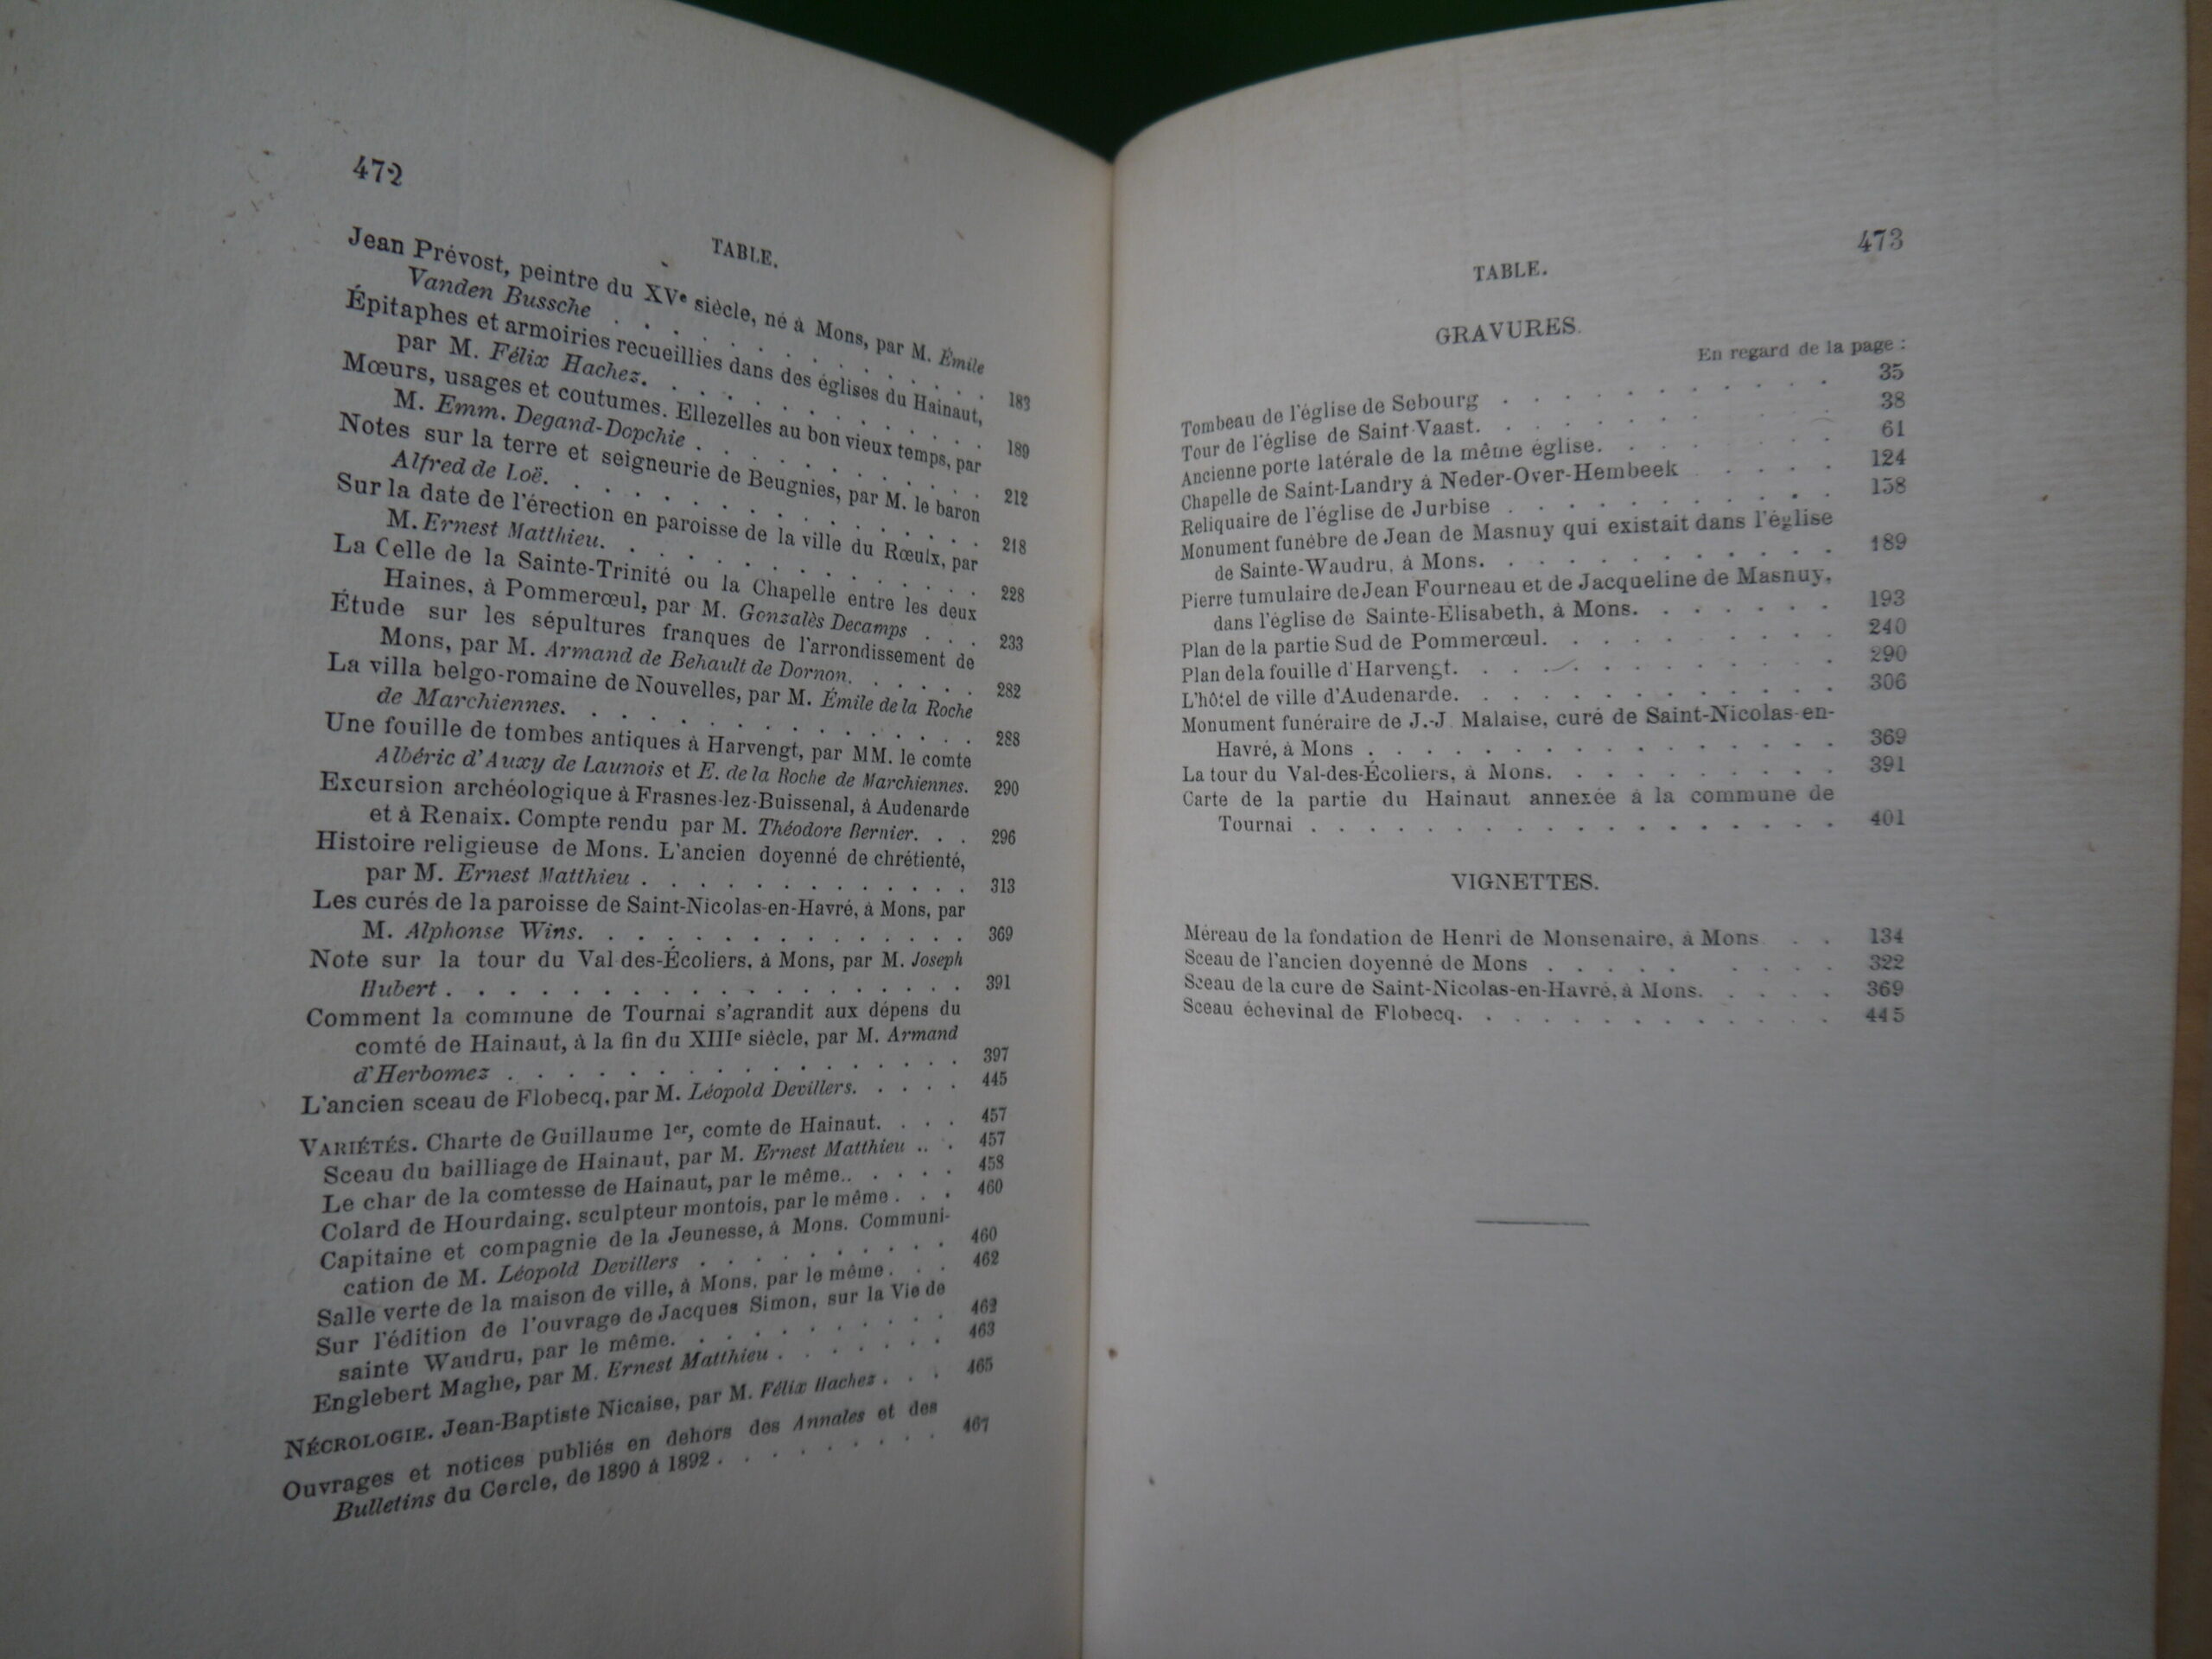 472
TABLE.
Jean Prévost, peintre du XVe siècle, né à Mons, par M. Émile
Vanden Bussche . . . . . . . . . . . . 183
Épitaphes et armoiries recueillies dans des églises du Hainaut,
par M. Félix Hachez. . . . . . . . . . . . 189
Mœurs, usages et coutumes. Ellezelles au bon vieux temps, par
M. Emm. Degand-Dopchie . . . . . . . . . . 212
Notes sur la terre et seigneurie de Beugnies, par M. le baron
Alfred de Loë. . . . . . . . . . . . . . 218
Sur la date de l'érection en paroisse de la ville du Rœulx, par
M. Ernest Matthieu. . . . . . . . . . . . . 228
La Celle de la Sainte-Trinité ou la Chapelle entre les deux
Haines, à Pommerœul, par M. Gonzalès Decamps . . . 233
Étude sur les sépultures franques de l'arrondissement de
Mons, par M. Armand de Behault de Dornon. . . . . . 282
La villa belgo-romaine de Nouvelles, par M. Émile de la Roche
de Marchiennes. . . . . . . . . . . . . . 288
Une fouille de tombes antiques à Harvengt, par MM. le comte
Albéric d'Auxy de Launois et E. de la Roche de Marchiennes. 290
Excursion archéologique à Frasnes-lez-Buissenal, à Audenarde
et à Renaix. Compte rendu par M. Théodore Bernier. . . 296
Histoire religieuse de Mons. L'ancien doyenné de chrétienté,
par M. Ernest Matthieu . . . . . . . . . . . . 313
Les curés de la paroisse de Saint-Nicolas-en-Havré, à Mons, par
M. Alphonse Wins. . . . . . . . . . . . . . 369
Note sur la tour du Val des-Écoliers, à Mons, par M. Joseph
Hubert . . . . . . . . . . . . . . . . . . 391
Comment la commune de Tournai s'agrandit aux dépens du
comté de Hainaut, à la fin du XIIIe siècle, par M. Armand
d'Herbomez . . . . . . . . . . . . . . . . 397
L'ancien sceau de Flobecq, par M. Léopold Devillers. . . . . 445
VARIÉTÉS. Charte de Guillaume 1er, comte de Hainaut. . . . 457
Sceau du bailliage de Hainaut, par M. Ernest Matthieu .. . 457
Le char de la comtesse de Hainaut, par le même.. . . . . 458
Colard de Hourdaing, sculpteur montois, par le même . . . 460
Capitaine et compagnie de la Jeunesse, à Mons. Communi-
cation de M. Léopold Devillers . . . . . . . . . 460
Salle verte de la maison de ville, à Mons, par le même. . . 462
Sur l'édition de l'ouvrage de Jacques Simon, sur la Vie de
sainte Waudru, par le même. . . . . . . . . . 462
Englebert Maghe, par M. Ernest Matthieu . . . . . . . 463
NÉCROLOGIE. Jean-Baptiste Nicaise, par M. Félix Hachez . . . 465
Ouvrages et notices publiés en dehors des Annales et des
Bulletins du Cercle, de 1890 à 1892 . . . . . . . . . 467
473
TABLE.
GRAVURES.
En regard de la page :
Tombeau de l'église de Sebourg . . . . . . . . . . 35
Tour de l'église de Saint-Vaast. . . . . . . . . . 38
Ancienne porte latérale de la même église. . . . . . . 61
Chapelle de Saint-Landry à Neder-Over-Hembeek . . . . 124
Reliquaire de l'église de Jurbise . . . . . . . . . . 158
Monument funèbre de Jean de Masnuy qui existait dans l'église
de Sainte-Waudru, à Mons. . . . . . . . . . . . 189
Pierre tumulaire de Jean Fourneau et de Jacqueline de Masnuy,
dans l'église de Sainte-Élisabeth, à Mons. . . . . . . 193
Plan de la partie Sud de Pommerœul. . . . . . . . . 240
Plan de la fouille d'Harvengt. . . . . . . . . . . 290
L'hôtel de ville d'Audenarde. . . . . . . . . . . . 306
Monument funéraire de J.-J. Malaise, curé de Saint-Nicolas-en-
Havré, à Mons . . . . . . . . . . . . . . . 369
La tour du Val-des-Écoliers, à Mons. . . . . . . . . . 391
Carte de la partie du Hainaut annexée à la commune de
Tournai . . . . . . . . . . . . . . . . . . 401
VIGNETTES.
Méreau de la fondation de Henri de Monsenaire, à Mons . . 134
Sceau de l'ancien doyenné de Mons . . . . . . . . . 322
Sceau de la cure de Saint-Nicolas-en-Havré, à Mons. . . . . 369
Sceau échevinal de Flobecq. . . . . . . . . . . . . 445